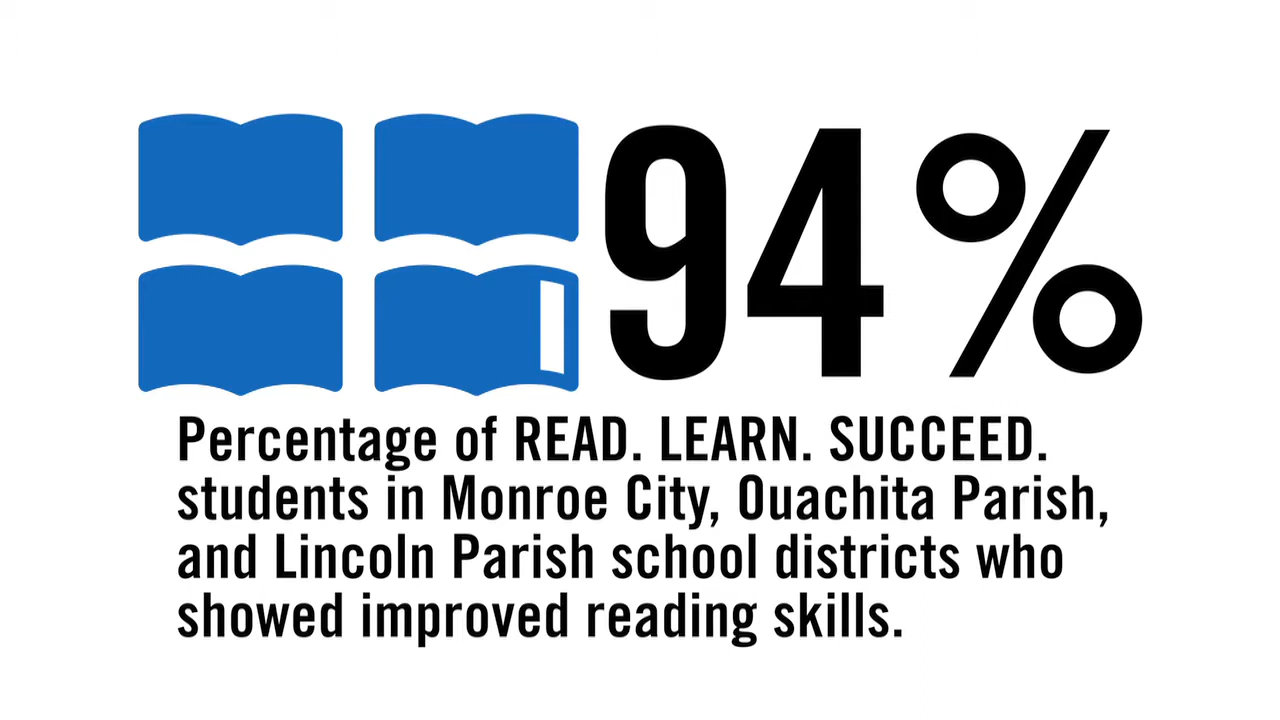 94%
Percentage of READ. LEARN. SUCCEED.
students in Monroe City, Ouachita Parish,
and Lincoln Parish school districts who
showed improved reading skills.